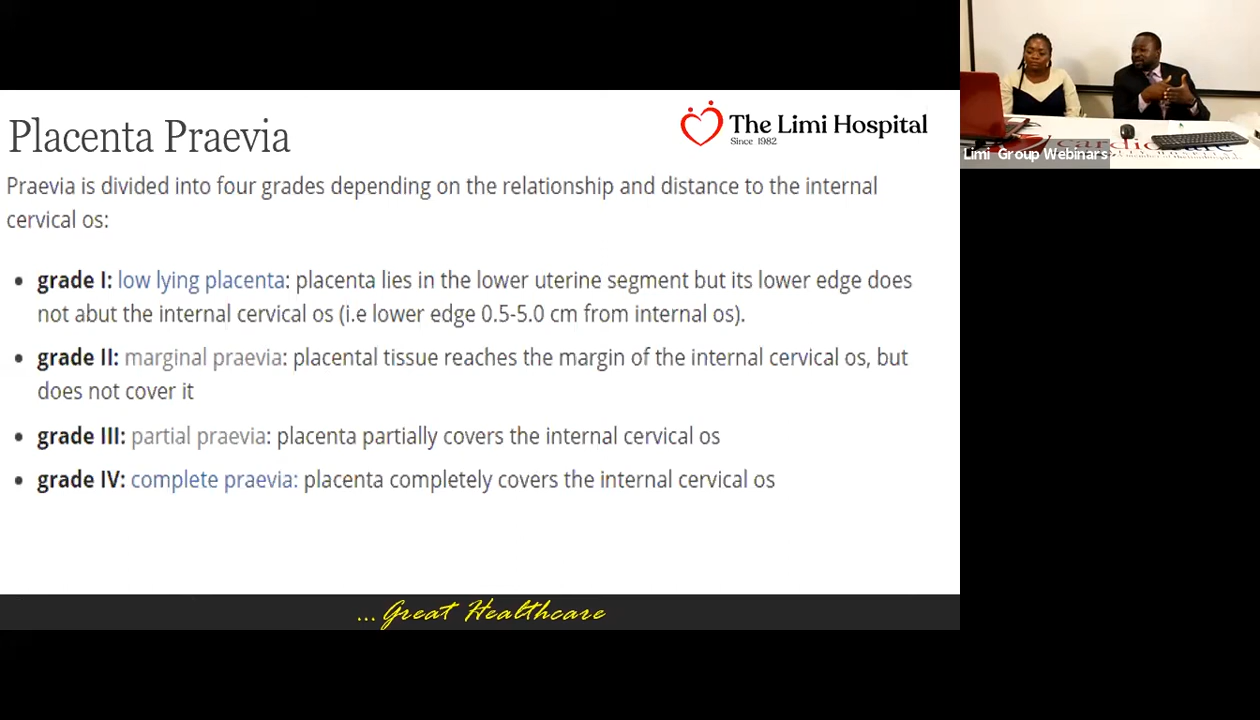 Placenta Praevia
The Limi Hospital
Since 1982
Praevia is divided into four grades depending on the relationship and distance to the internal
cervical os:
• grade I: low lying placenta: placenta lies in the lower uterine segment but its lower edge does
not abut the internal cervical os (i.e lower edge 0.5-5.0 cm from internal os).
• grade II: marginal praevia: placental tissue reaches the margin of the internal cervical os, but
does not cover it
• grade III: partial praevia: placenta partially covers the internal cervical os
• grade IV: complete praevia: placenta completely covers the internal cervical os
... Great Healthcare
Limi Group Webinars